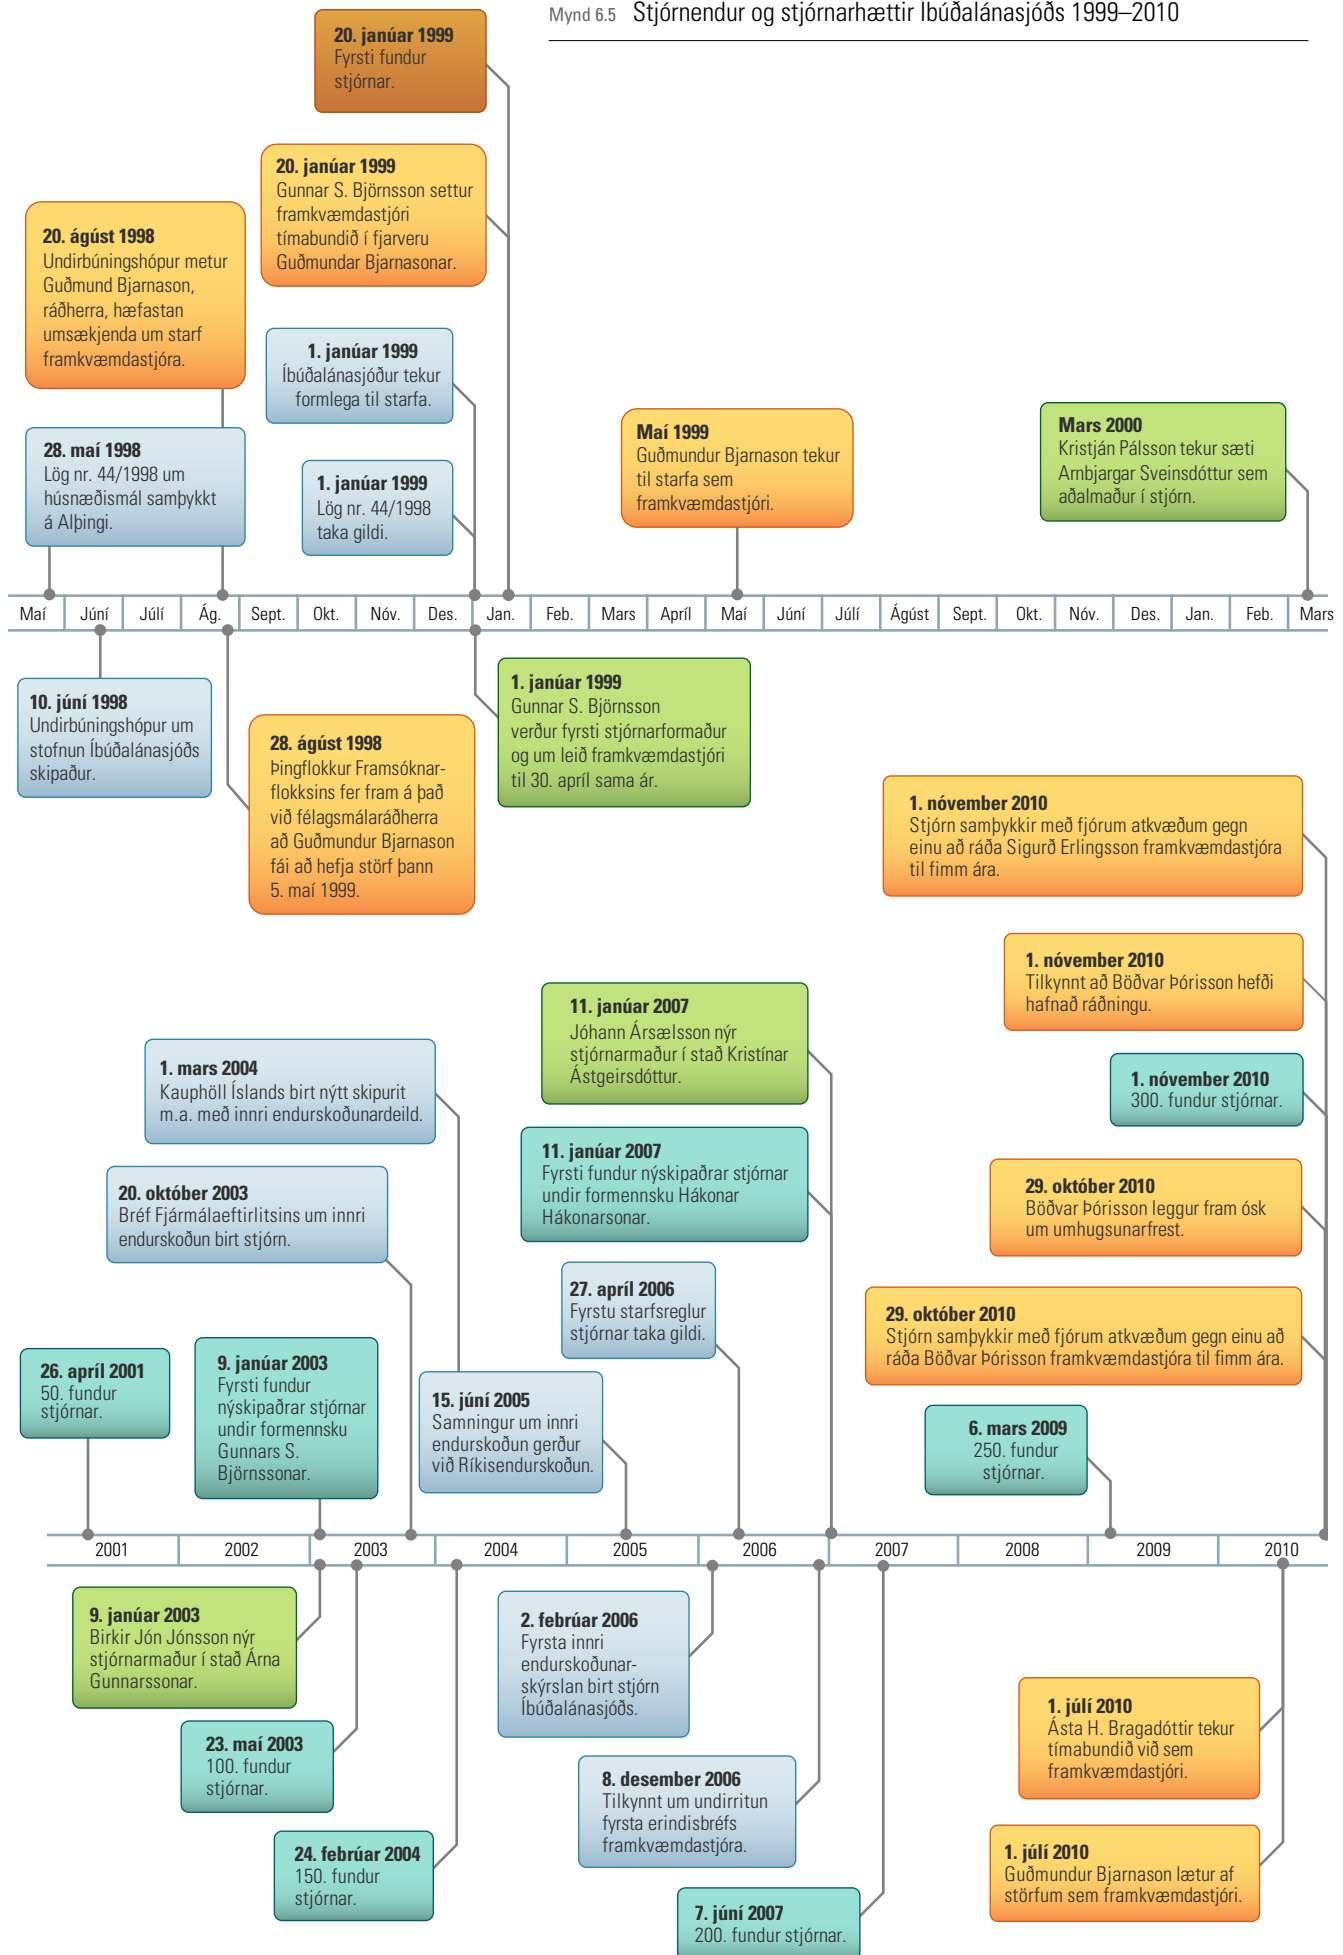 Mynd 6.5 Stjórnendur og stjórnarhættir Íbúðalánasjóðs 1999–2010
20. janúar 1999
Fyrsti fundur
stjórnar.
20. janúar 1999
Gunnar S. Björnsson settur
framkvæmdastjóri
tímabundið í fjarveru
Guðmundar Bjarnasonar.
20. ágúst 1998
Undirbúningshópur metur
Guðmund Bjarnason,
ráðherra, hæfastan
umsækjenda um starf
framkvæmdastjóra.
1. janúar 1999
Íbúðalánasjóður tekur
formlega til starfa.
28. maí 1998
Lög nr. 44/1998 um
húsnæðismál samþykkt
á Alþingi.
1. janúar 1999
Lög nr. 44/1998
taka gildi.
Maí 1999
Guðmundur Bjarnason tekur
til starfa sem
framkvæmdastjóri.
Mars 2000
Kristján Pálsson tekur sæti
Arnbjargar Sveinsdóttur sem
aðalmaður í stjórn.
Maí Júní Júlí Ág. Sept. Okt. Nóv. Des. Jan. Feb. Mars Apríl Maí Júní Júlí Ágúst Sept. Okt. Nóv. Des. Jan. Feb. Mars
10. júní 1998
Undirbúningshópur um
stofnun Íbúðalánasjóðs
skipaður.
28. ágúst 1998
Þingflokkur Framsóknar-
flokksins fer fram á það
við félagsmálaráðherra
að Guðmundur Bjarnason
fái að hefja störf þann
5. maí 1999.
1. janúar 1999
Gunnar S. Björnsson
verður fyrsti stjórnarformaður
og um leið framkvæmdastjóri
til 30. apríl sama ár.
1. nóvember 2010
Stjórn samþykkir með fjórum atkvæðum gegn
einu að ráða Sigurð Erlingsson framkvæmdastjóra
til fimm ára.
1. nóvember 2010
Tilkynnt að Böðvar Þórisson hefði
hafnað ráðningu.
11. janúar 2007
Jóhann Ársælsson nýr
stjórnarmaður í stað Kristínar
Ástgeirsdóttur.
1. mars 2004
Kauphöll Íslands birt nýtt skipurit
m.a. með innri endurskoðunardeild.
1. nóvember 2010
300. fundur stjórnar.
11. janúar 2007
Fyrsti fundur nýskipaðrar stjórnar
undir formennsku Hákonar
Hákonarsonar.
20. október 2003
Bréf Fjármálaeftirlitsins um innri
endurskoðun birt stjórn.
29. október 2010
Böðvar Þórisson leggur fram ósk
um umhugsunarfrest.
27. apríl 2006
Fyrstu starfsreglur
stjórnar taka gildi.
29. október 2010
Stjórn samþykkir með fjórum atkvæðum gegn einu að
ráða Böðvar Þórisson framkvæmdastjóra til fimm ára.
26. apríl 2001
50. fundur
stjórnar.
9. janúar 2003
Fyrsti fundur
nýskipaðrar stjórnar
undir formennsku
Gunnars S.
Björnssonar.
15. júní 2005
Samningur um innri
endurskoðun gerður
við Ríkisendurskoðun.
6. mars 2009
250. fundur
stjórnar.
2001 2002 2003 2004 2005 2006 2007 2008 2009 2010
9. janúar 2003
Birkir Jón Jónsson nýr
stjórnarmaður í stað Árna
Gunnarssonar.
2. febrúar 2006
Fyrsta innri
endurskoðunar-
skýrslan birt stjórn
Íbúðalánasjóðs.
1. júlí 2010
Ásta H. Bragadóttir tekur
tímabundið við sem
framkvæmdastjóri.
23. maí 2003
100. fundur
stjórnar.
8. desember 2006
Tilkynnt um undirritun
fyrsta erindisbréfs
framkvæmdastjóra.
24. febrúar 2004
150. fundur
stjórnar.
1. júlí 2010
Guðmundur Bjarnason lætur af
störfum sem framkvæmdastjóri.
7. júní 2007
200. fundur stjórnar.